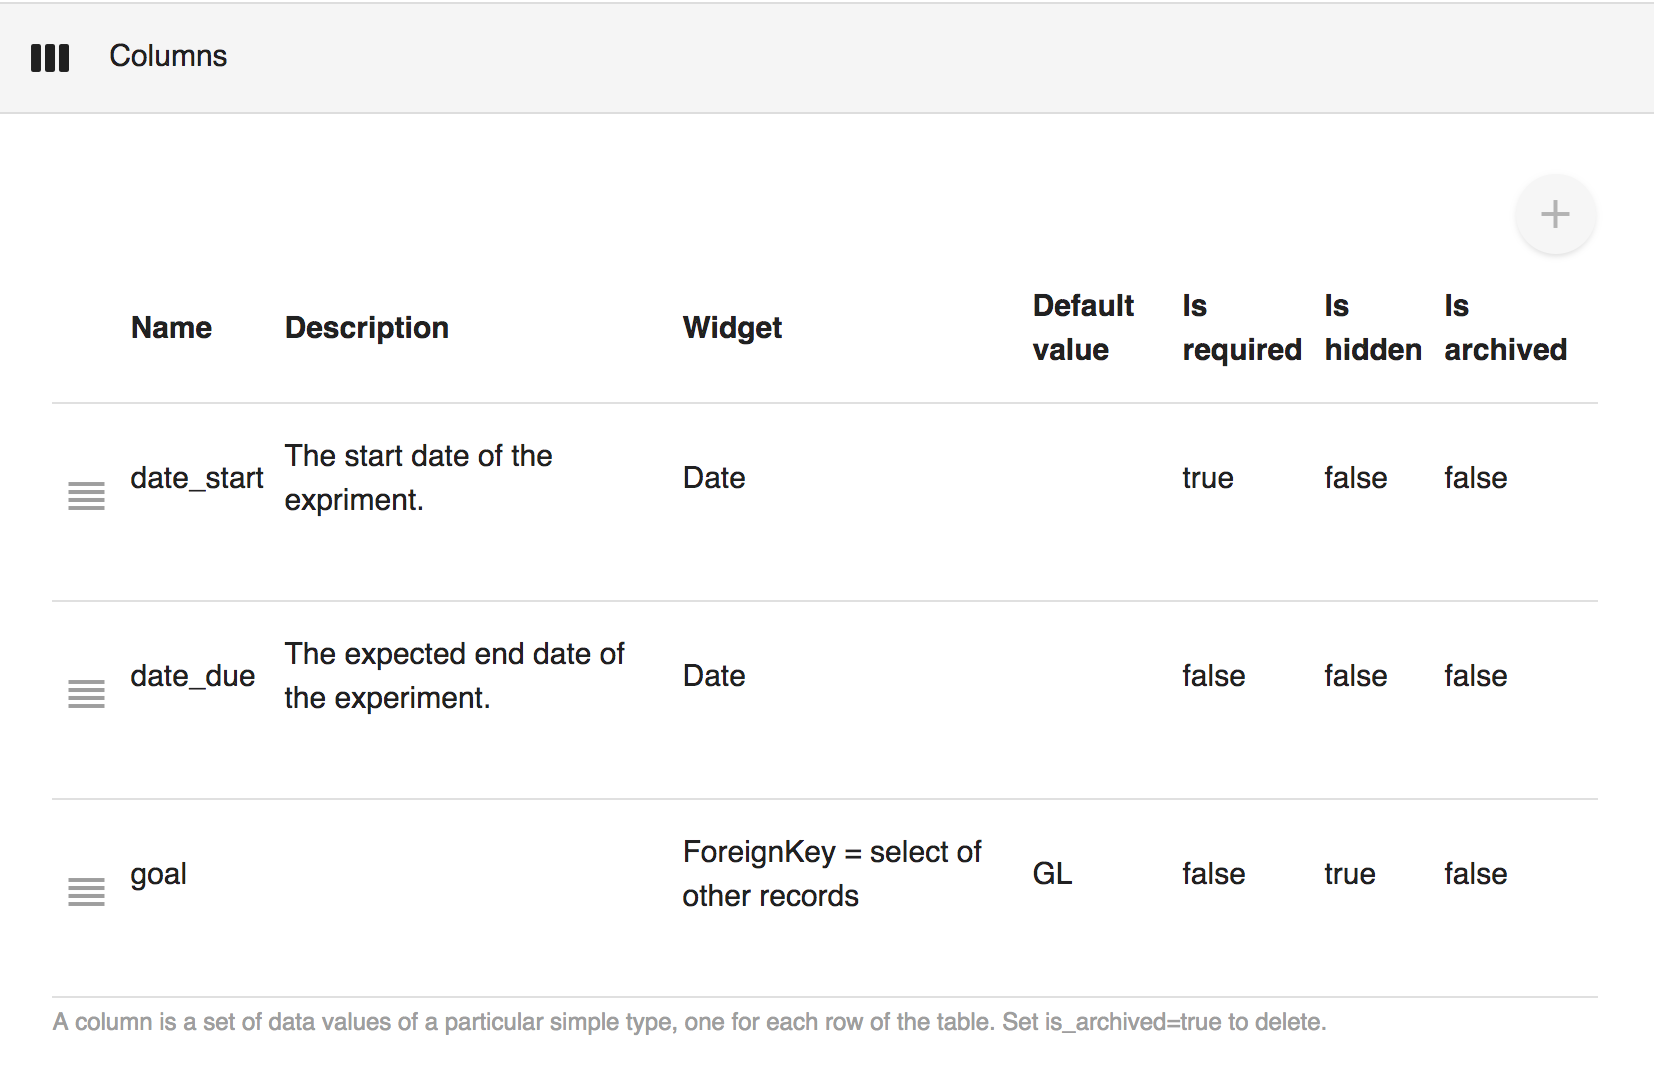 Columns
Name Description Widget Default value Is required Is hidden Is archived
date_start The start date of the expriment. Date true false false
date_due The expected end date of the experiment. Date false false false
goal ForeignKey = select of other records GL false true false
A column is a set of data values of a particular simple type, one for each row of the table. Set is_archived=true to delete.